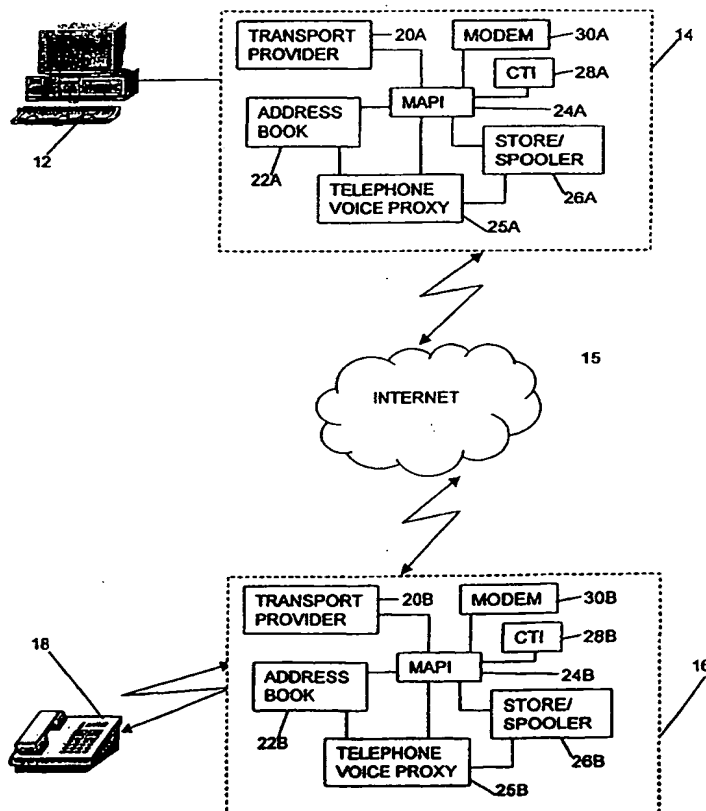 TRANSPORT PROVIDER
20A
MODEM
30A
14
CTI
28A
MAPI
24A
12
ADDRESS BOOK
22A
STORE/ SPOOLER
26A
TELEPHONE VOICE PROXY
25A
15
INTERNET
TRANSPORT PROVIDER
20B
MODEM
30B
CTI
28B
18
MAPI
24B
16
ADDRESS BOOK
22B
STORE/ SPOOLER
26B
TELEPHONE VOICE PROXY
25B